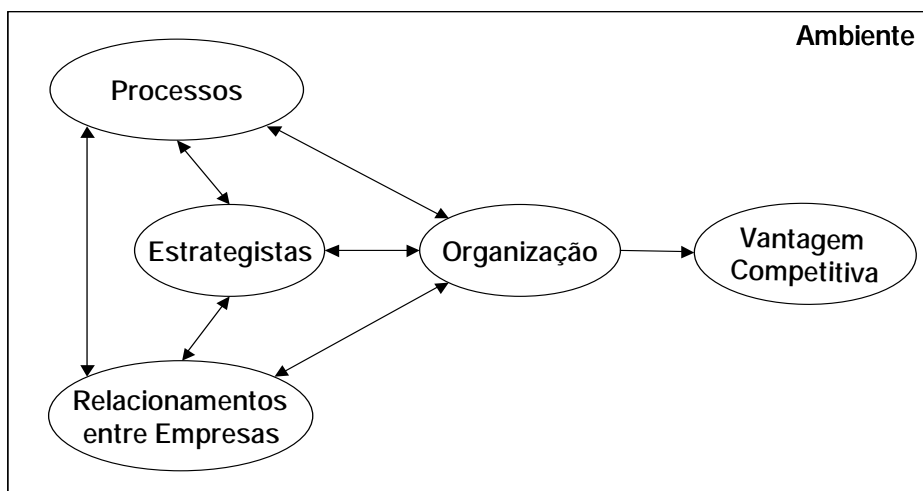 Ambiente
Processos
Estrategistas
Organização
Vantagem
Competitiva
Relacionamentos
entre Empresas